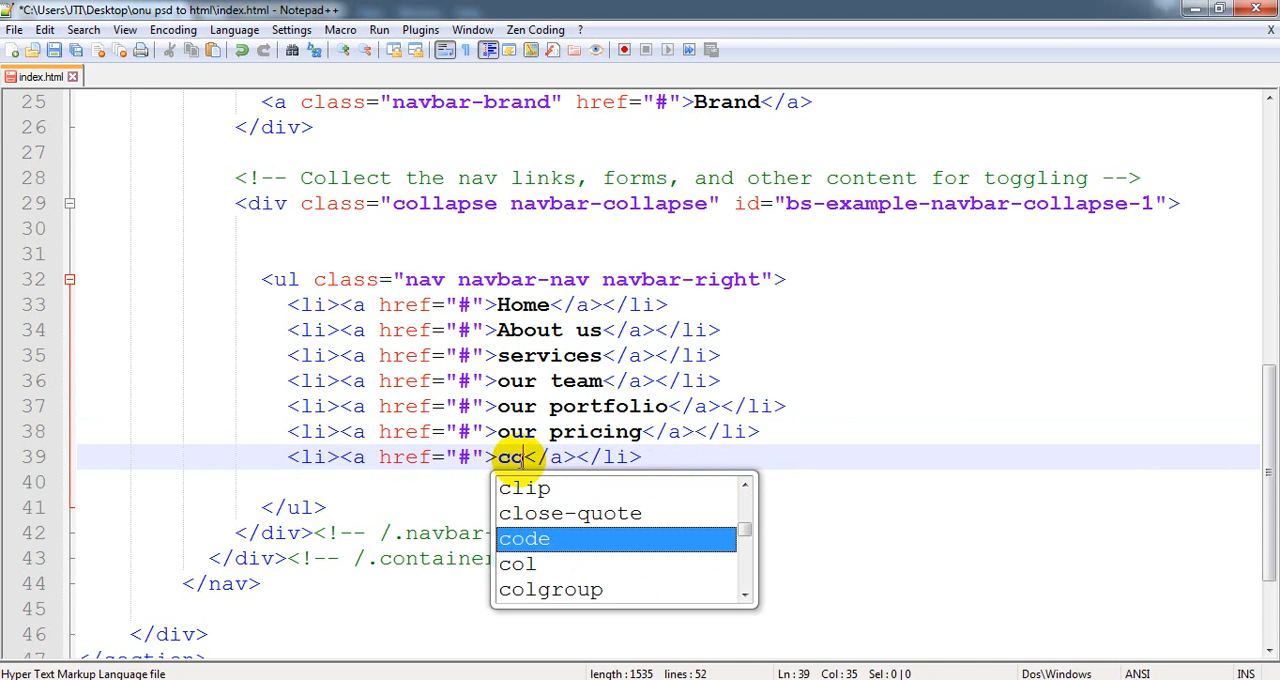 *C:\Users\JTI\Desktop\onu psd to html\index.html - Notepad++
File Edit Search View Encoding Language Settings Macro Run Plugins Window Zen Coding ? X
index.html
25 <a class="navbar-brand" href="#">Brand</a>
26 </div>
27
28 <!-- Collect the nav links, forms, and other content for toggling -->
29 <div class="collapse navbar-collapse" id="bs-example-navbar-collapse-1">
30
31
32 <ul class="nav navbar-nav navbar-right">
33 <li><a href="#">Home</a></li>
34 <li><a href="#">About us</a></li>
35 <li><a href="#">services</a></li>
36 <li><a href="#">our team</a></li>
37 <li><a href="#">our portfolio</a></li>
38 <li><a href="#">our pricing</a></li>
39 <li><a href="#">co</a></li>
40
clip
close-quote
code
col
colgroup
41 </ul>
42 </div><!-- /.navbar-
43 </div><!-- /.container
44 </nav>
45
46 </div>
47 </section>
Hyper Text Markup Language file length : 1535 lines : 52 Ln : 39 Col : 35 Sel : 0 | 0 Dos\Windows ANSI INS